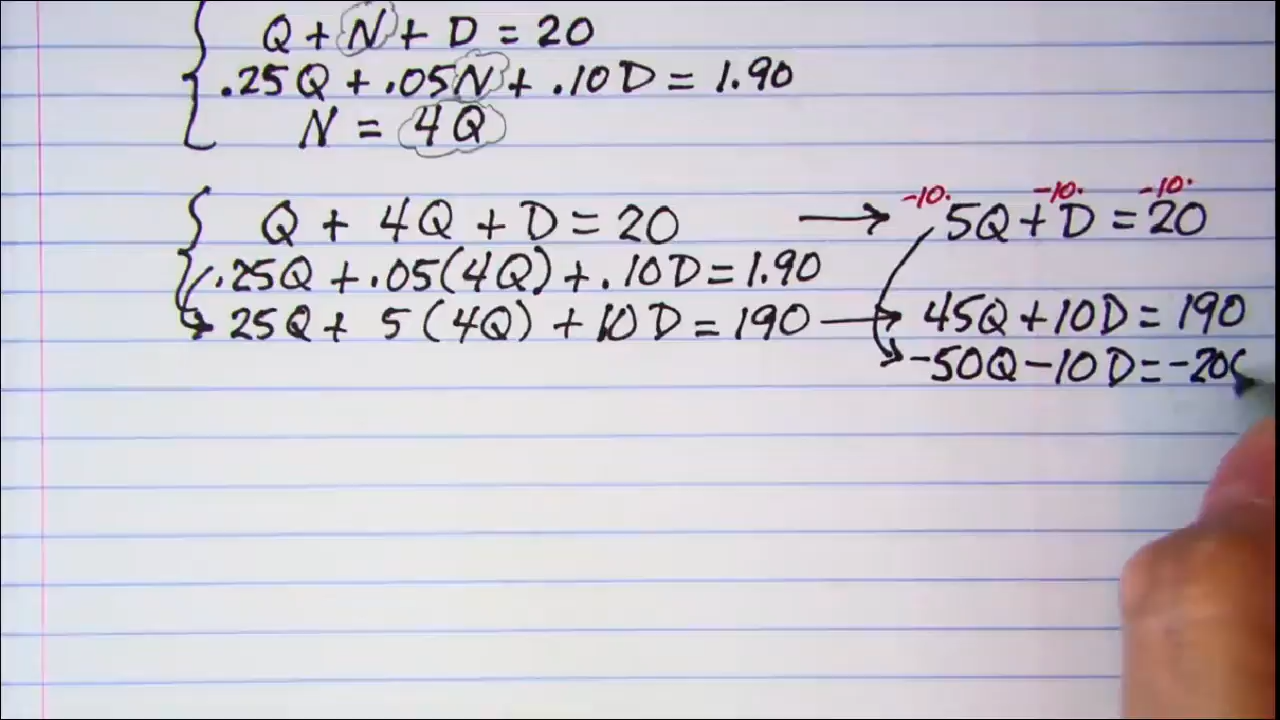 Q + N + D = 20
.25Q + .05N + .10D = 1.90
N = 4Q
-10. -10. -10.
Q + 4Q + D = 20 → 5Q + D = 20
.25Q + .05(4Q) + .10D = 1.90
25Q + 5(4Q) + 10D = 190 → 45Q + 10D = 190
-50Q - 10D = -200